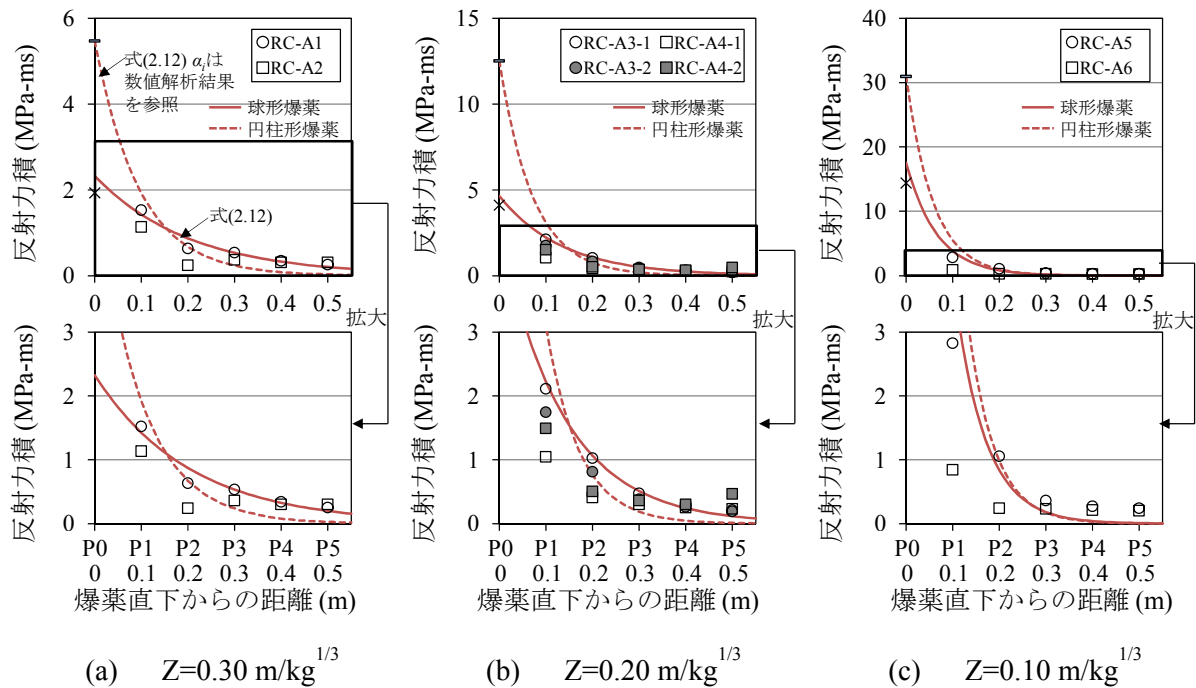 反射力積 (MPa-ms)
6
4
2
0
RC-A1
RC-A2
式(2.12) αiは
数値解析結果
を参照
球形爆薬
円柱形爆薬
式(2.12)
0 0.1 0.2 0.3 0.4 0.5
拡大
反射力積 (MPa-ms)
3
2
1
0
P0 P1 P2 P3 P4 P5
0 0.1 0.2 0.3 0.4 0.5
爆薬直下からの距離 (m)
(a) Z=0.30 m/kg1/3
反射力積 (MPa-ms)
15
10
5
0
RC-A3-1 RC-A4-1
RC-A3-2 RC-A4-2
球形爆薬
円柱形爆薬
0 0.1 0.2 0.3 0.4 0.5
拡大
反射力積 (MPa-ms)
3
2
1
0
P0 P1 P2 P3 P4 P5
0 0.1 0.2 0.3 0.4 0.5
爆薬直下からの距離 (m)
(b) Z=0.20 m/kg1/3
反射力積 (MPa-ms)
40
30
20
10
0
RC-A5
RC-A6
球形爆薬
円柱形爆薬
0 0.1 0.2 0.3 0.4 0.5
拡大
反射力積 (MPa-ms)
3
2
1
0
P0 P1 P2 P3 P4 P5
0 0.1 0.2 0.3 0.4 0.5
爆薬直下からの距離 (m)
(c) Z=0.10 m/kg1/3